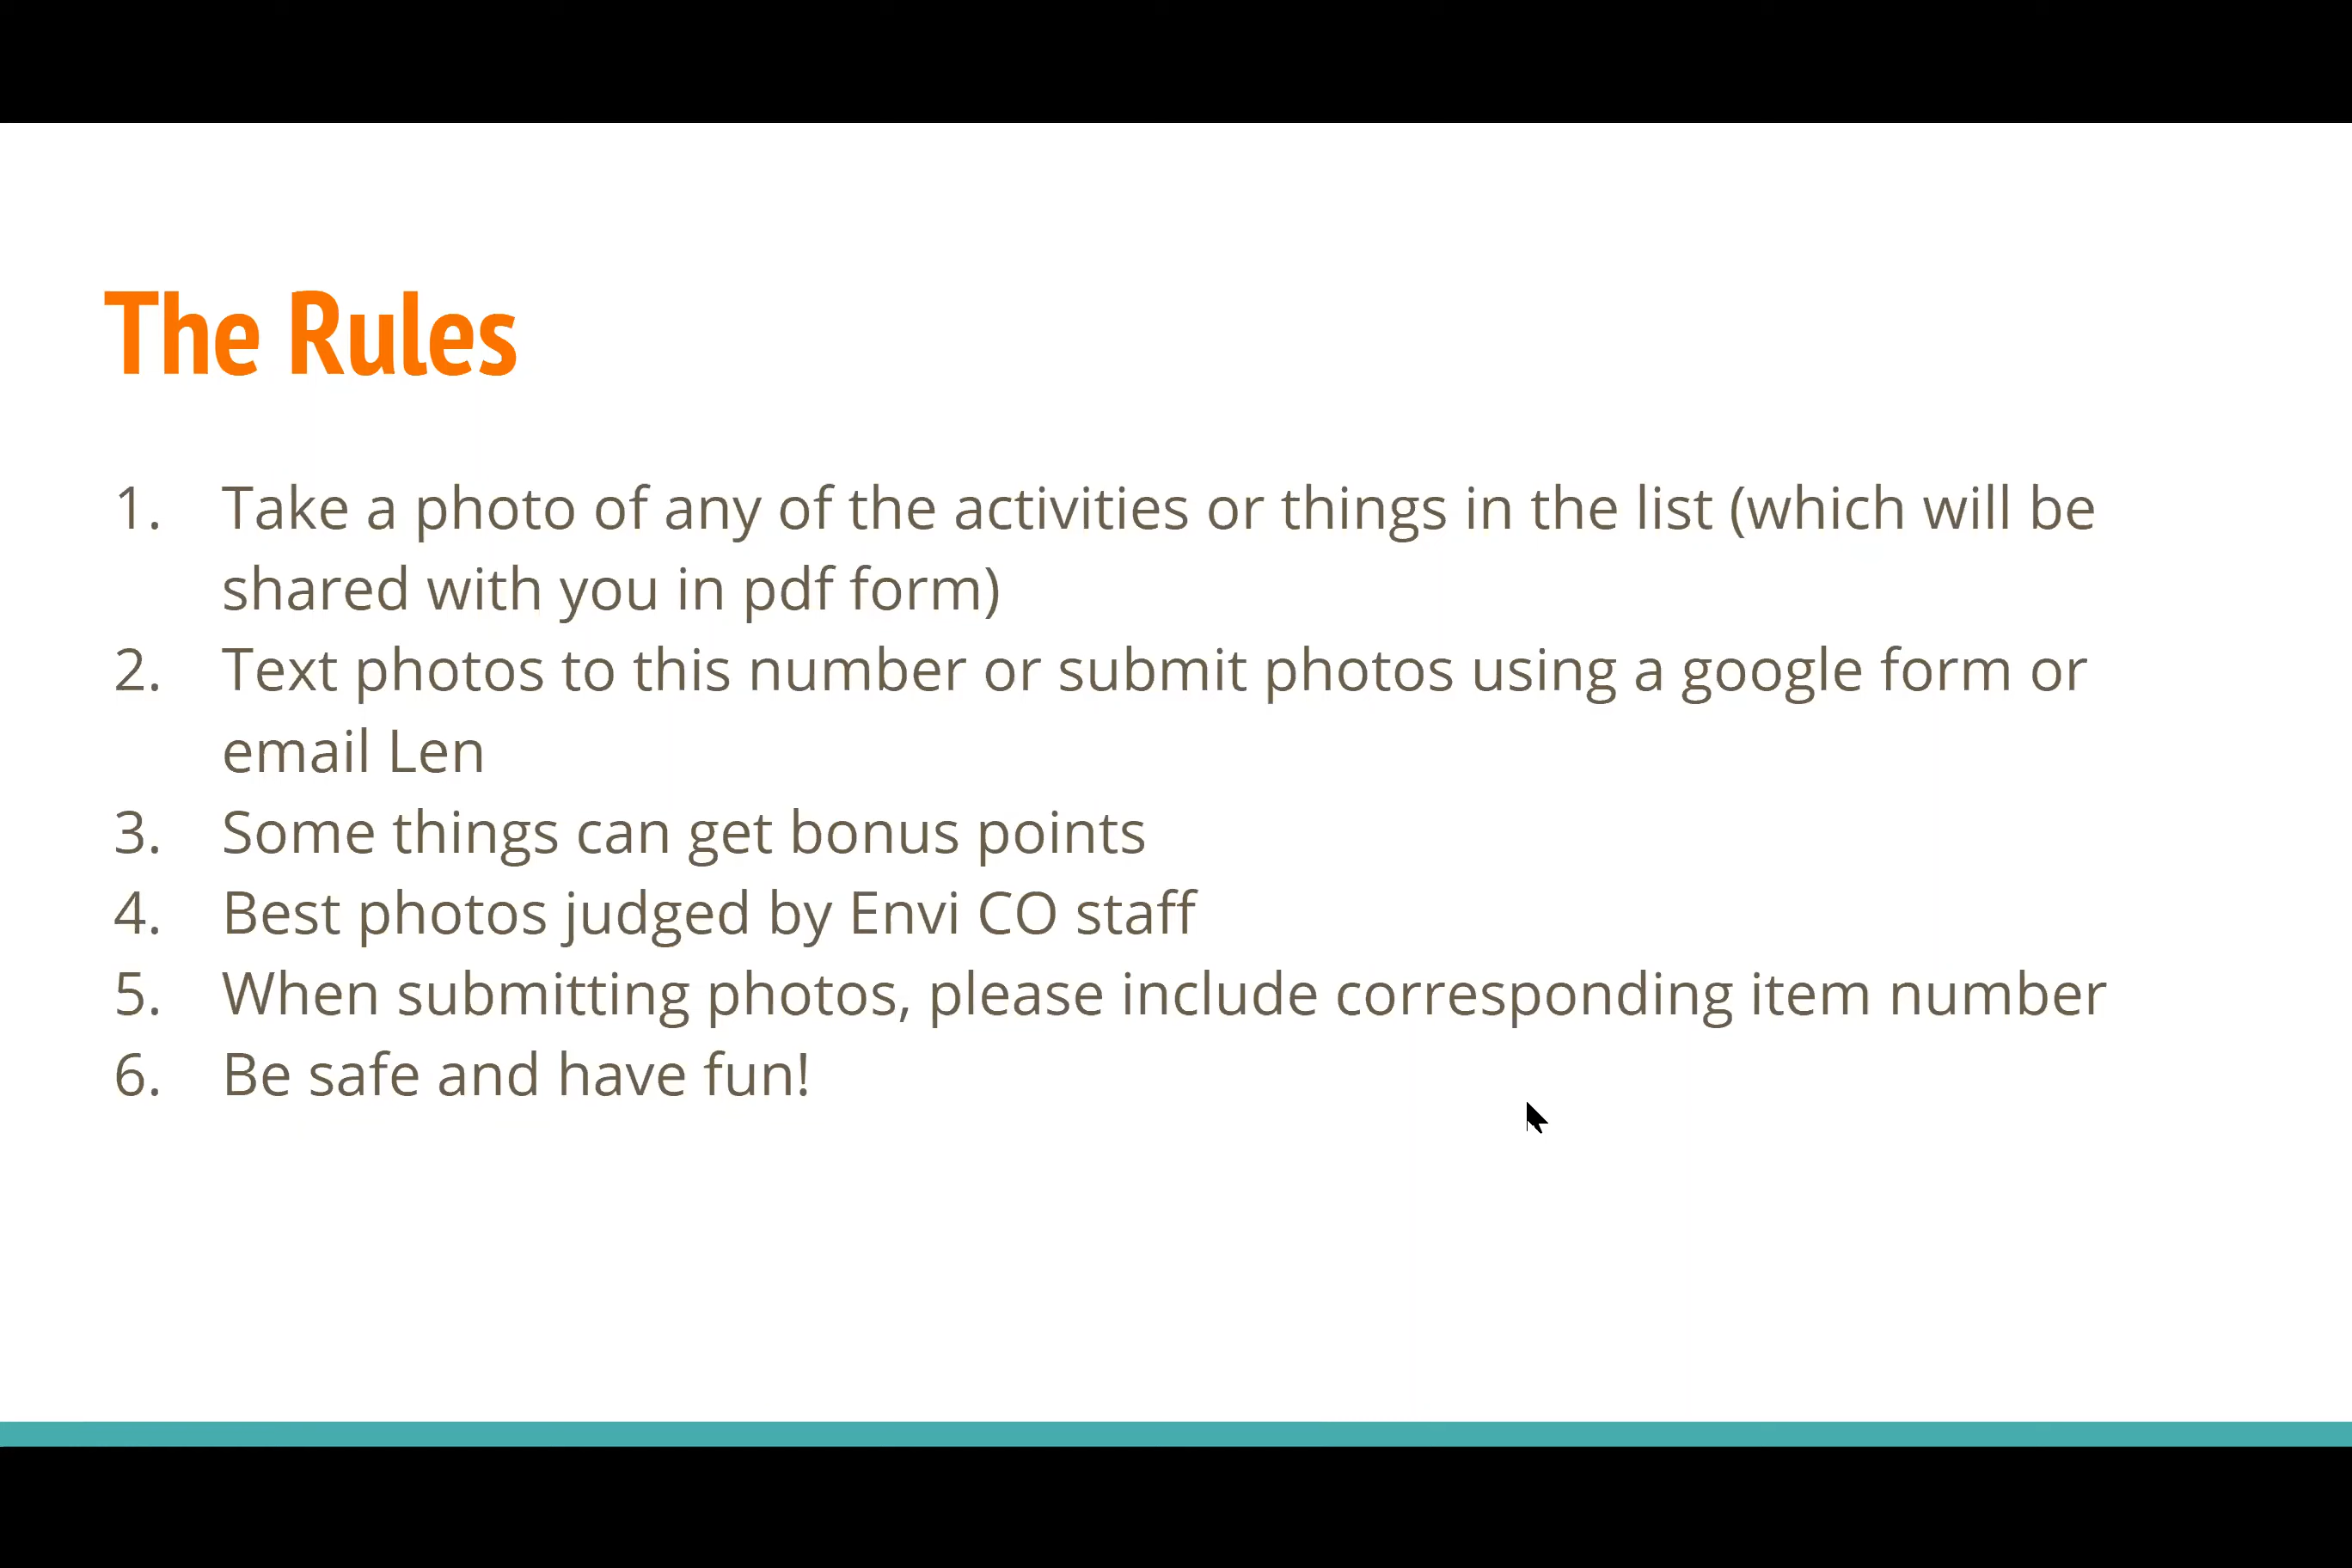 The Rules
1. Take a photo of any of the activities or things in the list (which will be
shared with you in pdf form)
2. Text photos to this number or submit photos using a google form or
email Len
3. Some things can get bonus points
4. Best photos judged by Envi CO staff
5. When submitting photos, please include corresponding item number
6. Be safe and have fun!